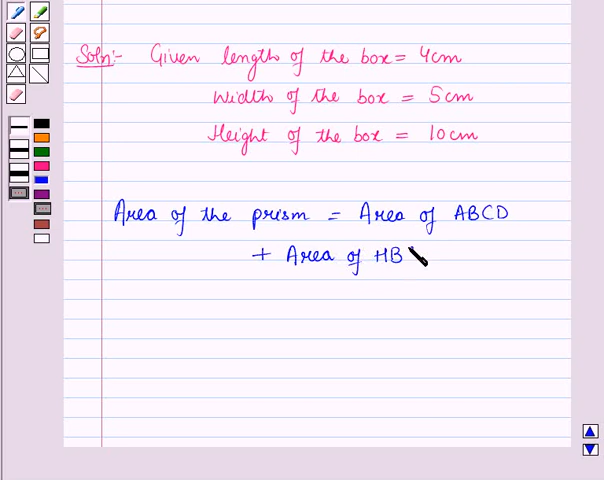 Soln:- Given length of the box = 4cm
Width of the box = 5cm
Height of the box = 10cm
Area of the prism = Area of ABCD
+ Area of HB